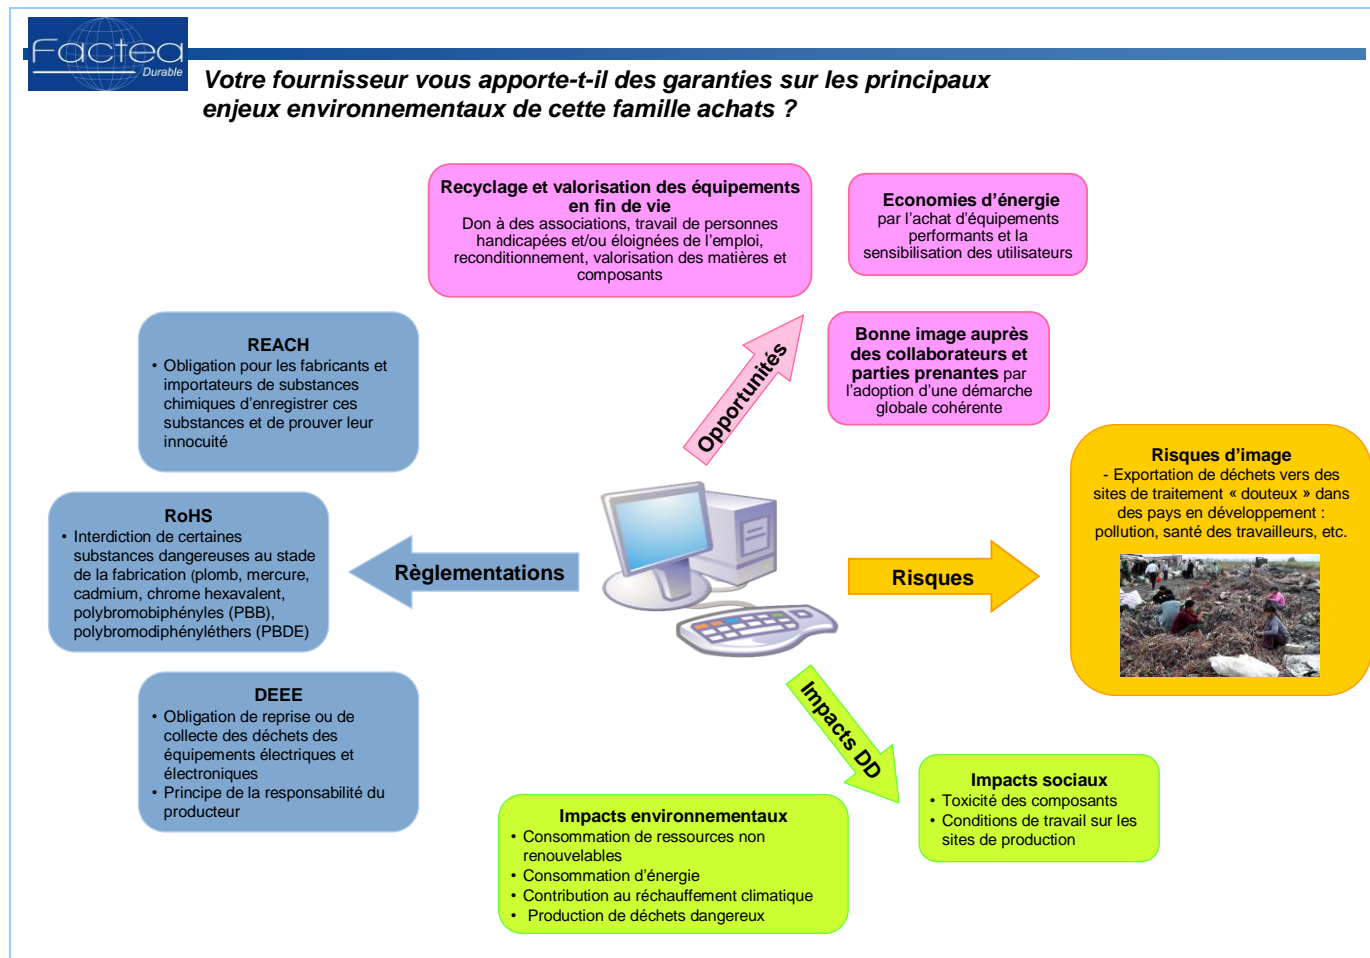 Factea
Durable
Votre fournisseur vous apporte-t-il des garanties sur les principaux
enjeux environnementaux de cette famille achats ?
Recyclage et valorisation des équipements
en fin de vie
Don à des associations, travail de personnes
handicapées et/ou éloignées de l'emploi,
reconditionnement, valorisation des matières et
composants
Economies d'énergie
par l'achat d'équipements
performants et la
sensibilisation des utilisateurs
Bonne image auprès
des collaborateurs et
parties prenantes par
l'adoption d'une démarche
globale cohérente
Opportunités
REACH
• Obligation pour les fabricants et
importateurs de substances
chimiques d'enregistrer ces
substances et de prouver leur
innocuité
RoHS
• Interdiction de certaines
substances dangereuses au stade
de la fabrication (plomb, mercure,
cadmium, chrome hexavalent,
polybromobiphényles (PBB),
polybromodiphényléthers (PBDE)
DEEE
• Obligation de reprise ou de
collecte des déchets des
équipements électriques et
électroniques
• Principe de la responsabilité du
producteur
Règlementations
Risques
Risques d'image
- Exportation de déchets vers des
sites de traitement « douteux » dans
des pays en développement :
pollution, santé des travailleurs, etc.
Impacts DD
Impacts environnementaux
• Consommation de ressources non
renouvelables
• Consommation d'énergie
• Contribution au réchauffement climatique
• Production de déchets dangereux
Impacts sociaux
• Toxicité des composants
• Conditions de travail sur les
sites de production